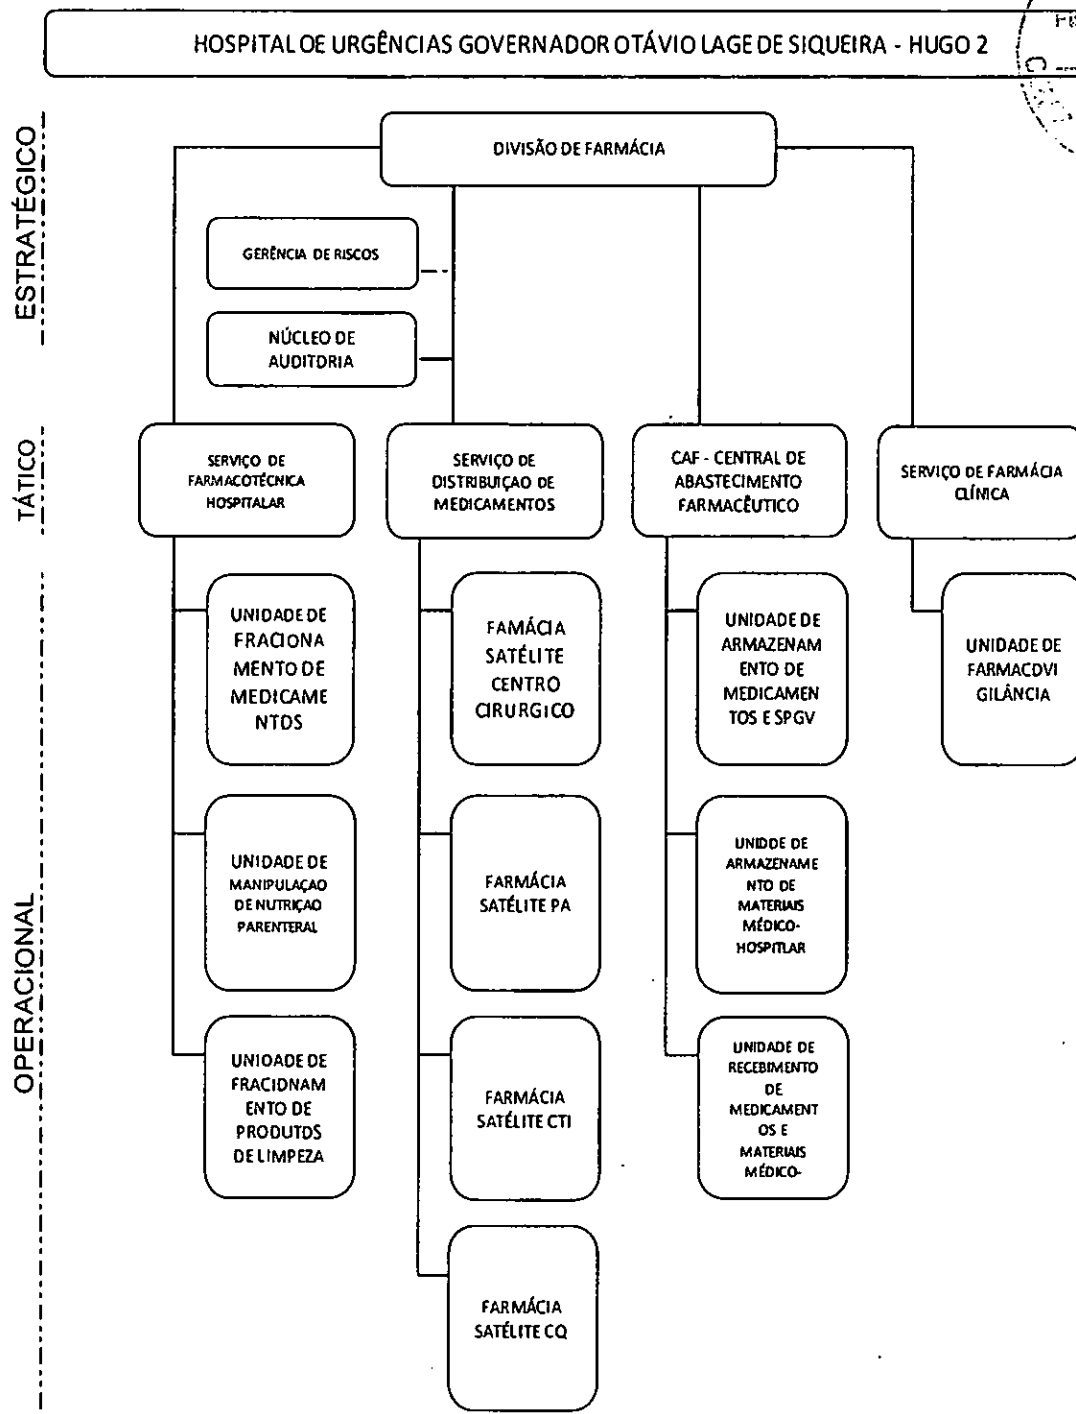 HOSPITAL OE URGÊNCIAS GOVERNADOR OTÁVIO LAGE DE SIQUEIRA - HUGO 2
ESTRATÉGICO
DIVISÃO DE FARMÁCIA
GERÊNCIA DE RISCOS
NÚCLEO DE
AUDITDRIA
TÁTICO
SERVIÇO DE
FARMACOTÉCNICA
HOSPITALAR
SERVIÇO DE
DISTRIBUIÇAO DE
MEDICAMENTOS
CAF - CENTRAL DE
ABASTECIMENTO
FARMACÊUTICO
SERVIÇO DE FARMÁCIA
CLÍNICA
OPERACIONAL
UNIDADE DE
FRACIONA
MENTO DE
MEDICAME
NTDS
UNIDADE DE
MANIPULAÇAO
DE NUTRIÇAO
PARENTERAL
UNIOADE DE
FRACIDNAM
ENTO DE
PRODUTDS
DE LIMPEZA
FAMÁCIA
SATÉLITE
CENTRO
CIRURGICO
FARMÁCIA
SATÉLITE PA
FARMÁCIA
SATÉLITE CTI
FARMÁCIA
SATÉLITE CQ
UNIDADE DE
ARMAZENAM
ENTO DE
MEDICAMEN
TOS E SPGV
UNIDDE DE
ARMAZENAME
NTO DE
MATERIAIS
MÉDICO-
HOSPITLAR
UNIDADE DE
RECEBIMENTO
DE
MEDICAMENT
OS E
MATERIAIS
MÉDICO-
UNIDADE DE
FARMACDVI
GILÂNCIA